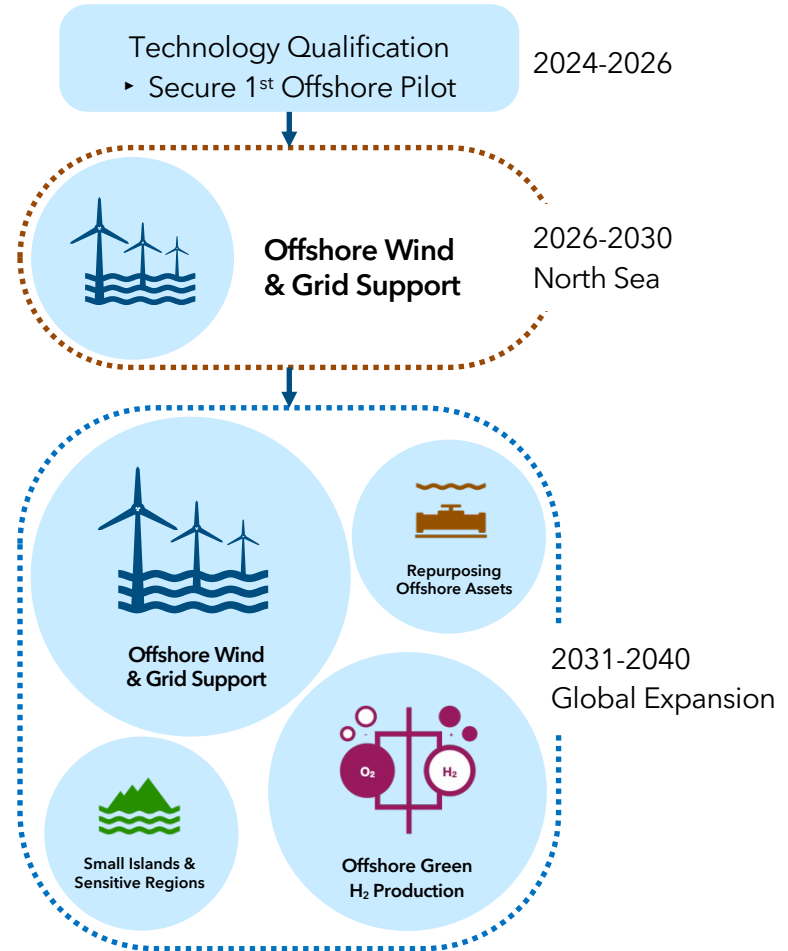 Technology Qualification
▸ Secure 1st Offshore Pilot
2024-2026
Offshore Wind
& Grid Support
2026-2030
North Sea
Offshore Wind
& Grid Support
Repurposing
Offshore Assets
2031-2040
Global Expansion
O₂
H₂
Small Islands &
Sensitive Regions
Offshore Green
H₂ Production